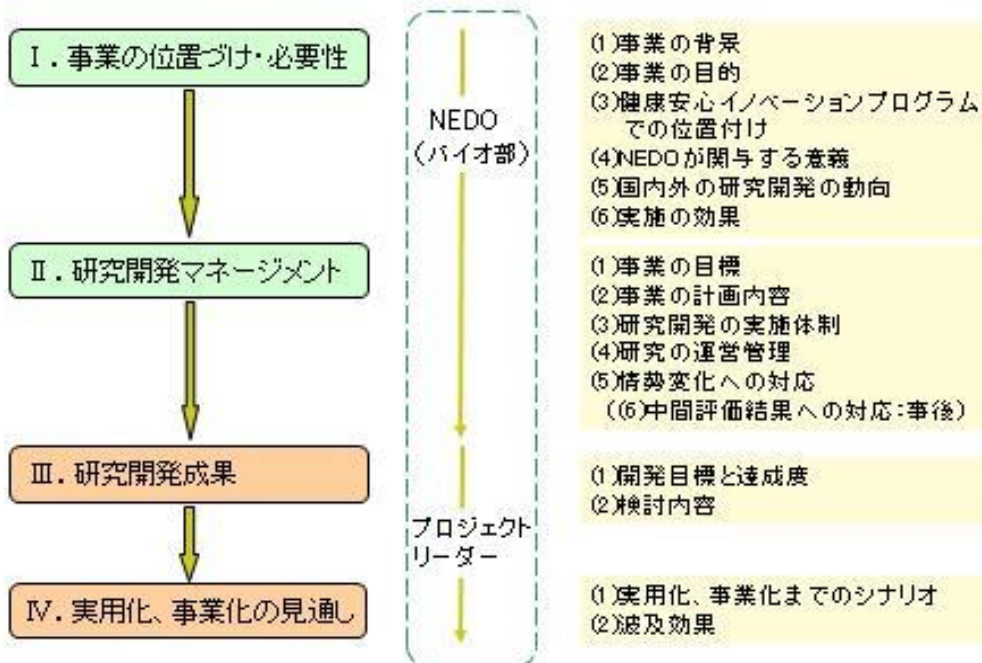 Ⅰ．事業の位置づけ・必要性
Ⅱ．研究開発マネージメント
Ⅲ．研究開発成果
Ⅳ．実用化、事業化の見通し
NEDO
（バイオ部）
プロジェクト
リーダー
(1)事業の背景
(2)事業の目的
(3)健康安心イノベーションプログラム
での位置付け
(4)NEDOが関与する意義
(5)国内外の研究開発の動向
(6)実施の効果
(1)事業の目標
(2)事業の計画内容
(3)研究開発の実施体制
(4)研究の運営管理
(5)情勢変化への対応
((6)中間評価結果への対応:事後)
(1)開発目標と達成度
(2)検討内容
(1)実用化、事業化までのシナリオ
(2)波及効果